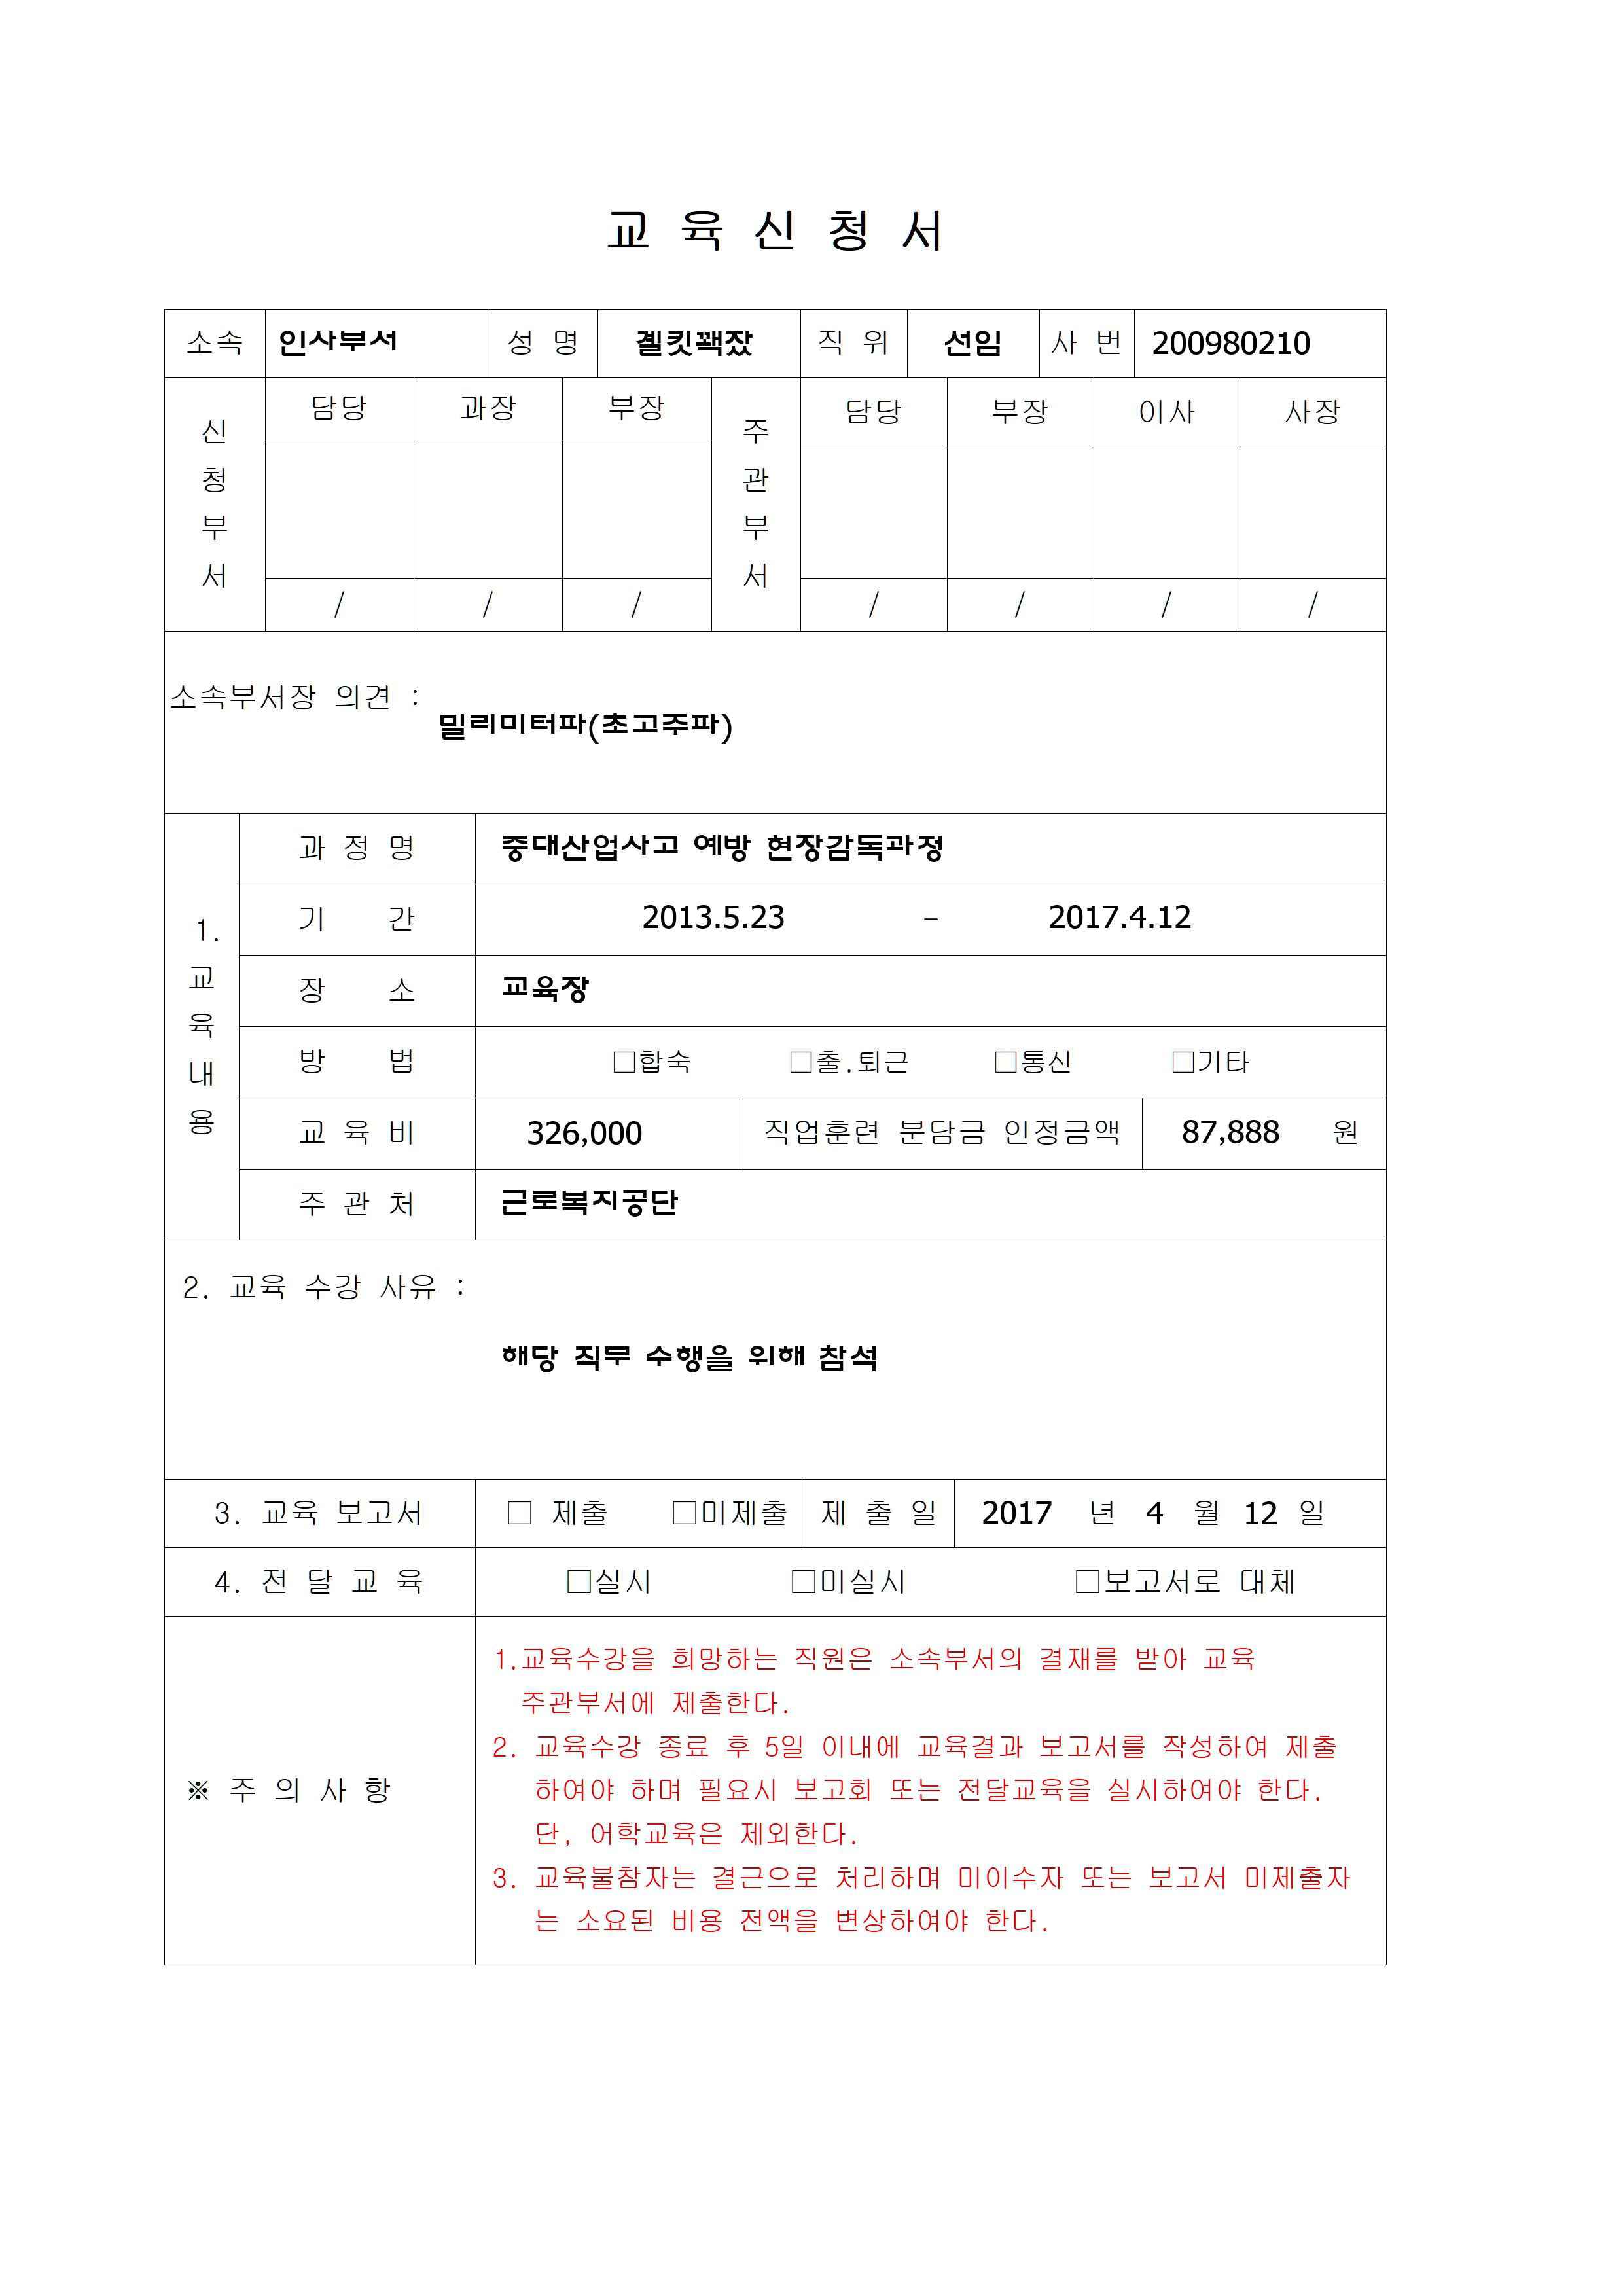 교 육 신 청 서
소속 인사부서 성 명 곌킷꽤잤 직 위 선임 사 번 200980210
신청부서 담당 과장 부장 주관부서 담당 부장 이사 사장
/ / / / / / /
소속부서장 의견 :
밀리미터파(초고주파)
1. 교육내용
과 정 명 중대산업사고 예방 현장감독과정
기 간 2013.5.23 - 2017.4.12
장 소 교육장
방 법 □합숙 □출.퇴근 □통신 □기타
교 육 비 326,000 직업훈련 분담금 인정금액 87,888 원
주 관 처 근로복지공단
2. 교육 수강 사유 :
해당 직무 수행을 위해 참석
3. 교육 보고서 □ 제출 □미제출 제 출 일 2017 년 4 월 12 일
4. 전 달 교 육 □실시 □미실시 □보고서로 대체
※ 주 의 사 항
1.교육수강을 희망하는 직원은 소속부서의 결재를 받아 교육
주관부서에 제출한다.
2. 교육수강 종료 후 5일 이내에 교육결과 보고서를 작성하여 제출
하여야 하며 필요시 보고회 또는 전달교육을 실시하여야 한다.
단, 어학교육은 제외한다.
3. 교육불참자는 결근으로 처리하며 미이수자 또는 보고서 미제출자
는 소요된 비용 전액을 변상하여야 한다.